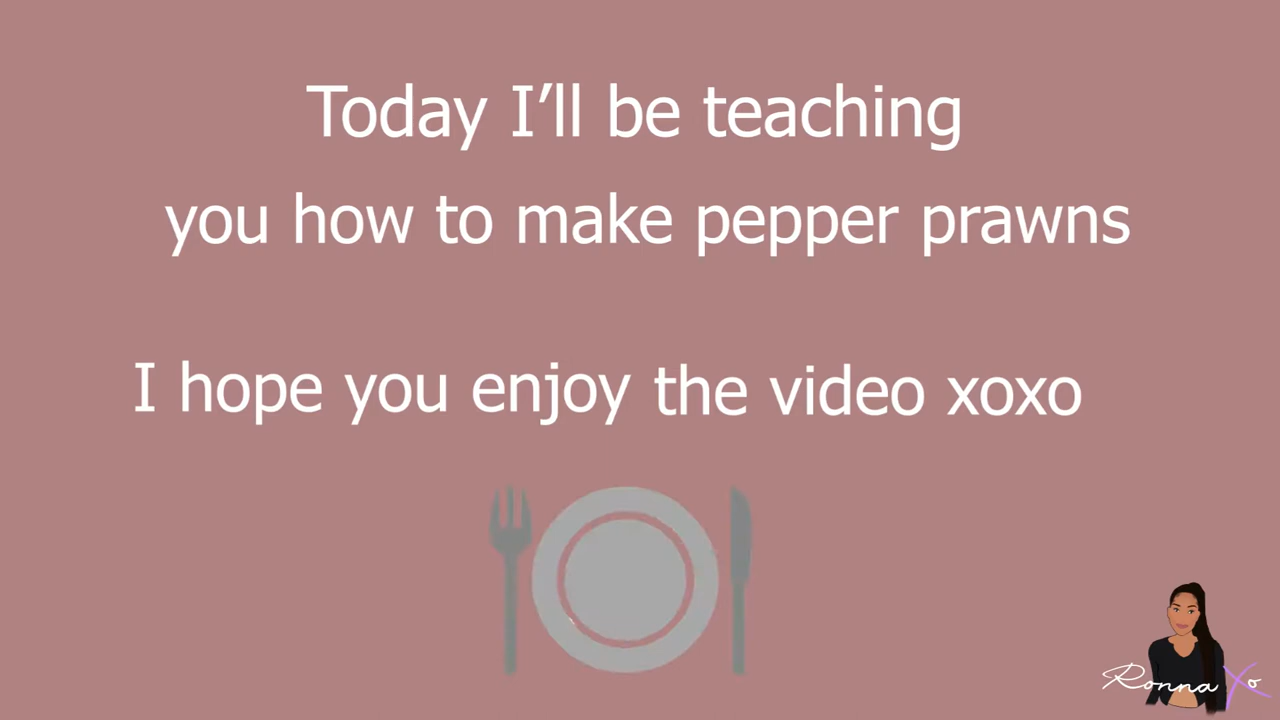 Today I’ll be teaching
you how to make pepper prawns
I hope you enjoy the video xoxo
Ronna Xo